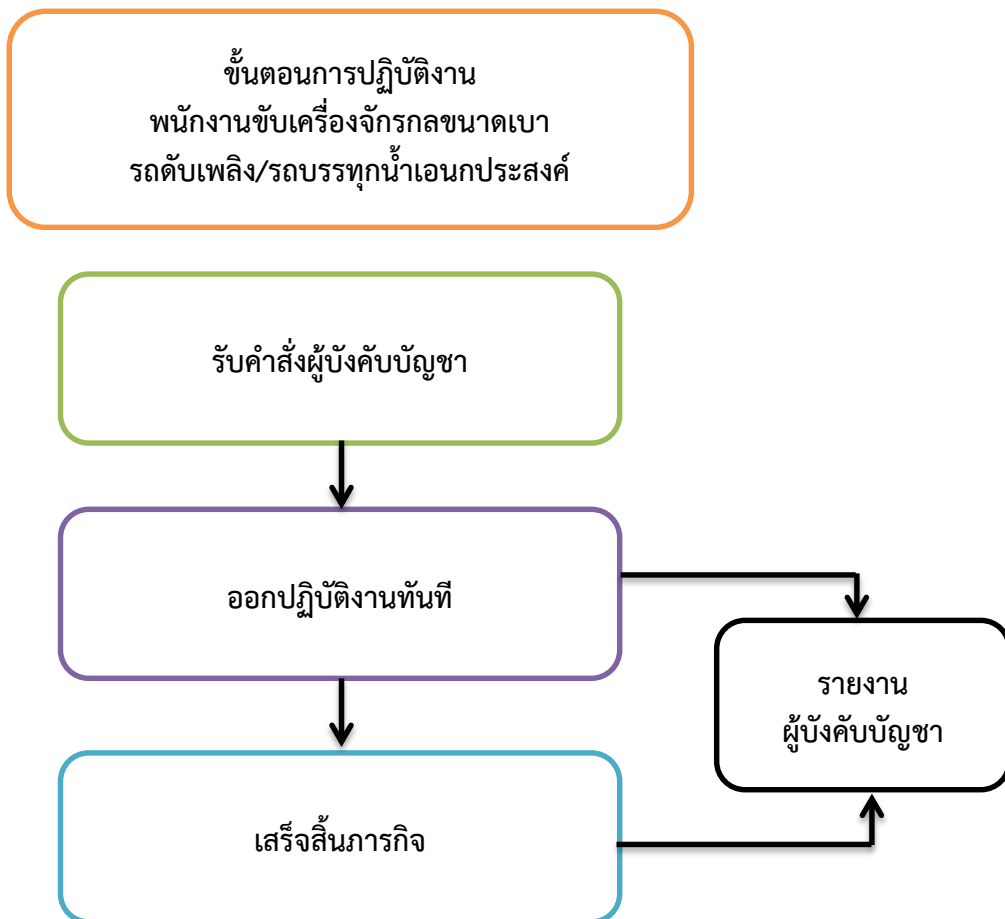 ขั้นตอนการปฏิบัติงาน
พนักงานขับเครื่องจักรกลขนาดเบา
รถดับเพลิง/รถบรรทุกน้ำเอนกประสงค์
รับคำสั่งผู้บังคับบัญชา
ออกปฏิบัติงานทันที
รายงาน
ผู้บังคับบัญชา
เสร็จสิ้นภารกิจ